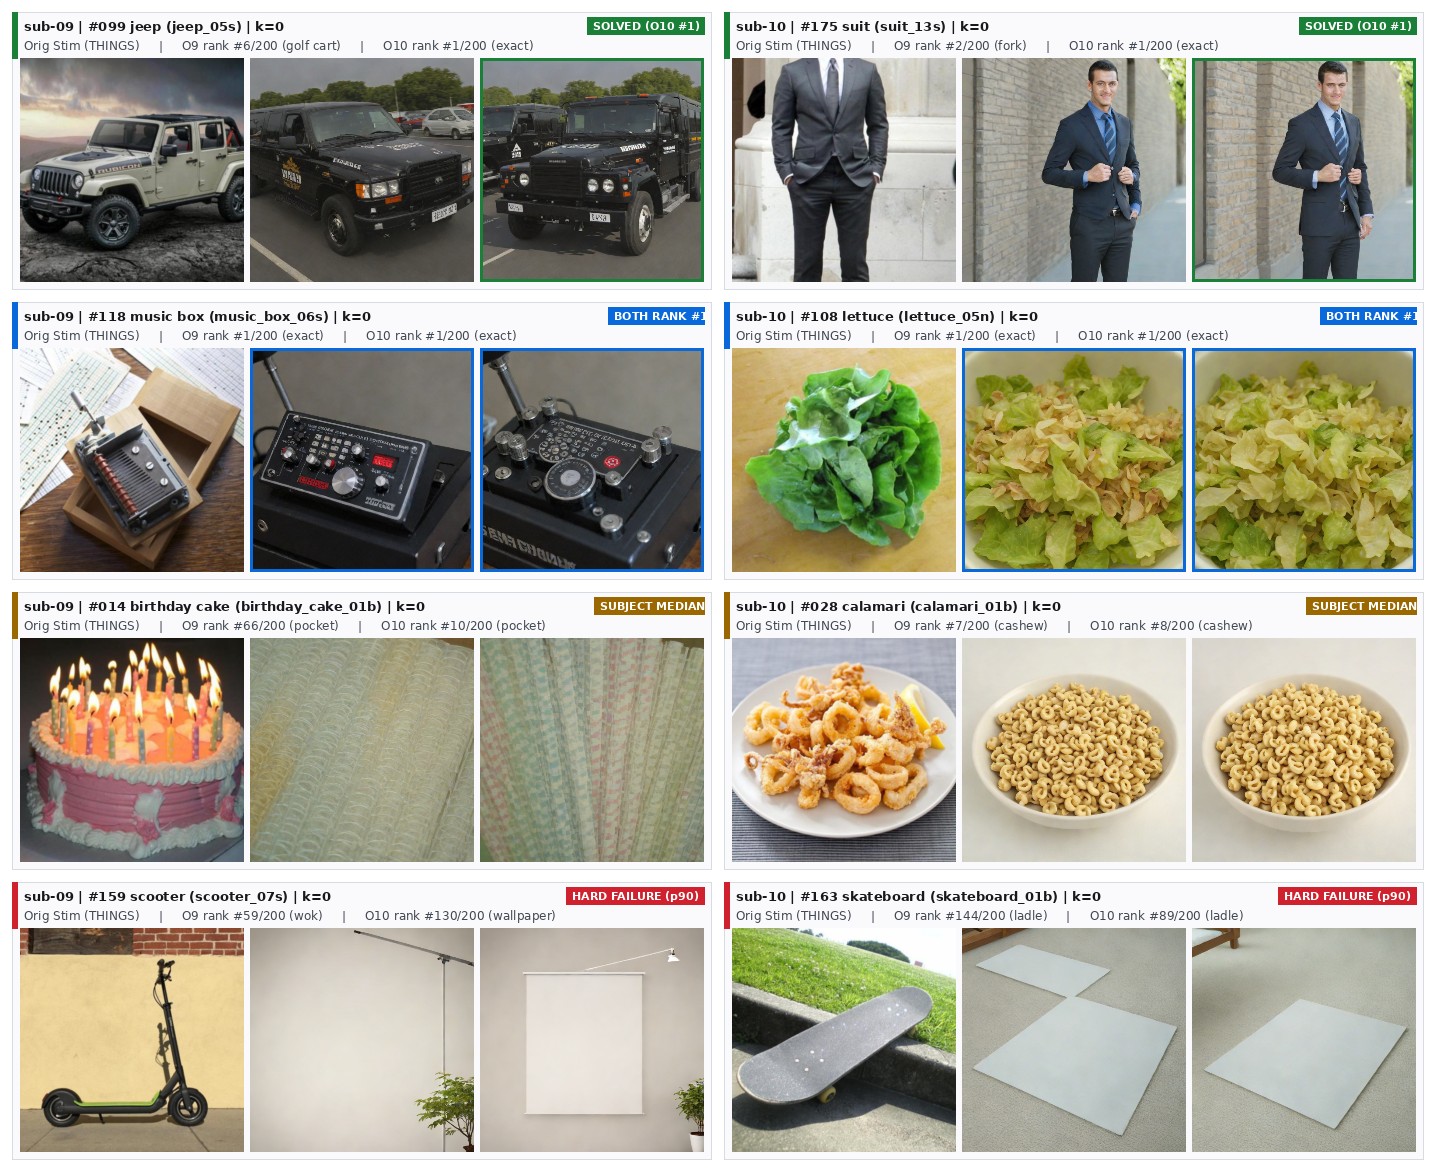 sub-09 | #099 jeep (jeep_05s) | k=0
SOLVED (O10 #1)
Orig Stim (THINGS) | O9 rank #6/200 (golf cart) | O10 rank #1/200 (exact)
RUBICON
sub-10 | #175 suit (suit_13s) | k=0
SOLVED (O10 #1)
Orig Stim (THINGS) | O9 rank #2/200 (fork) | O10 rank #1/200 (exact)
sub-09 | #118 music box (music_box_06s) | k=0
BOTH RANK #1
Orig Stim (THINGS) | O9 rank #1/200 (exact) | O10 rank #1/200 (exact)
sub-10 | #108 lettuce (lettuce_05n) | k=0
BOTH RANK #1
Orig Stim (THINGS) | O9 rank #1/200 (exact) | O10 rank #1/200 (exact)
sub-09 | #014 birthday cake (birthday_cake_01b) | k=0
SUBJECT MEDIAN
Orig Stim (THINGS) | O9 rank #66/200 (pocket) | O10 rank #10/200 (pocket)
sub-10 | #028 calamari (calamari_01b) | k=0
SUBJECT MEDIAN
Orig Stim (THINGS) | O9 rank #7/200 (cashew) | O10 rank #8/200 (cashew)
sub-09 | #159 scooter (scooter_07s) | k=0
HARD FAILURE (p90)
Orig Stim (THINGS) | O9 rank #59/200 (wok) | O10 rank #130/200 (wallpaper)
sub-10 | #163 skateboard (skateboard_01b) | k=0
HARD FAILURE (p90)
Orig Stim (THINGS) | O9 rank #144/200 (ladle) | O10 rank #89/200 (ladle)